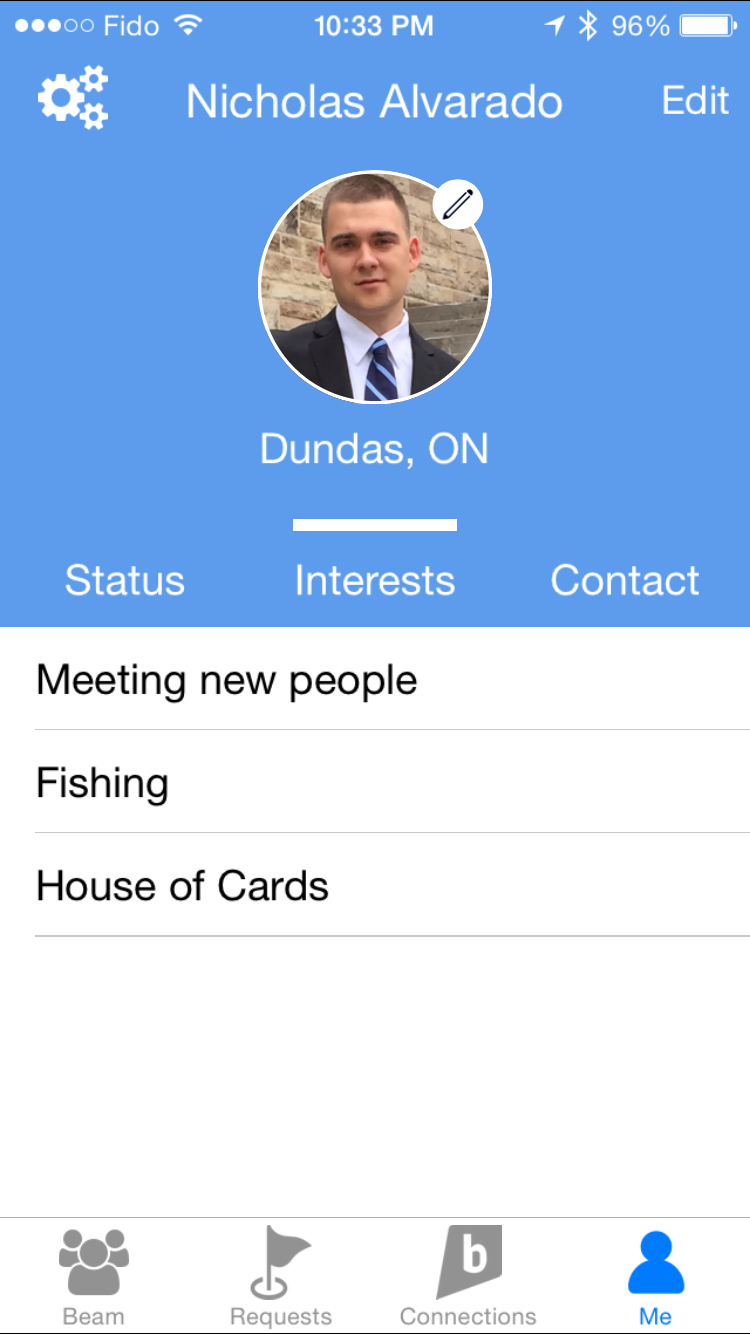 Fido 10:33 PM 96%
Nicholas Alvarado Edit
Dundas, ON
Status Interests Contact
Meeting new people
Fishing
House of Cards
b
Beam Requests Connections Me